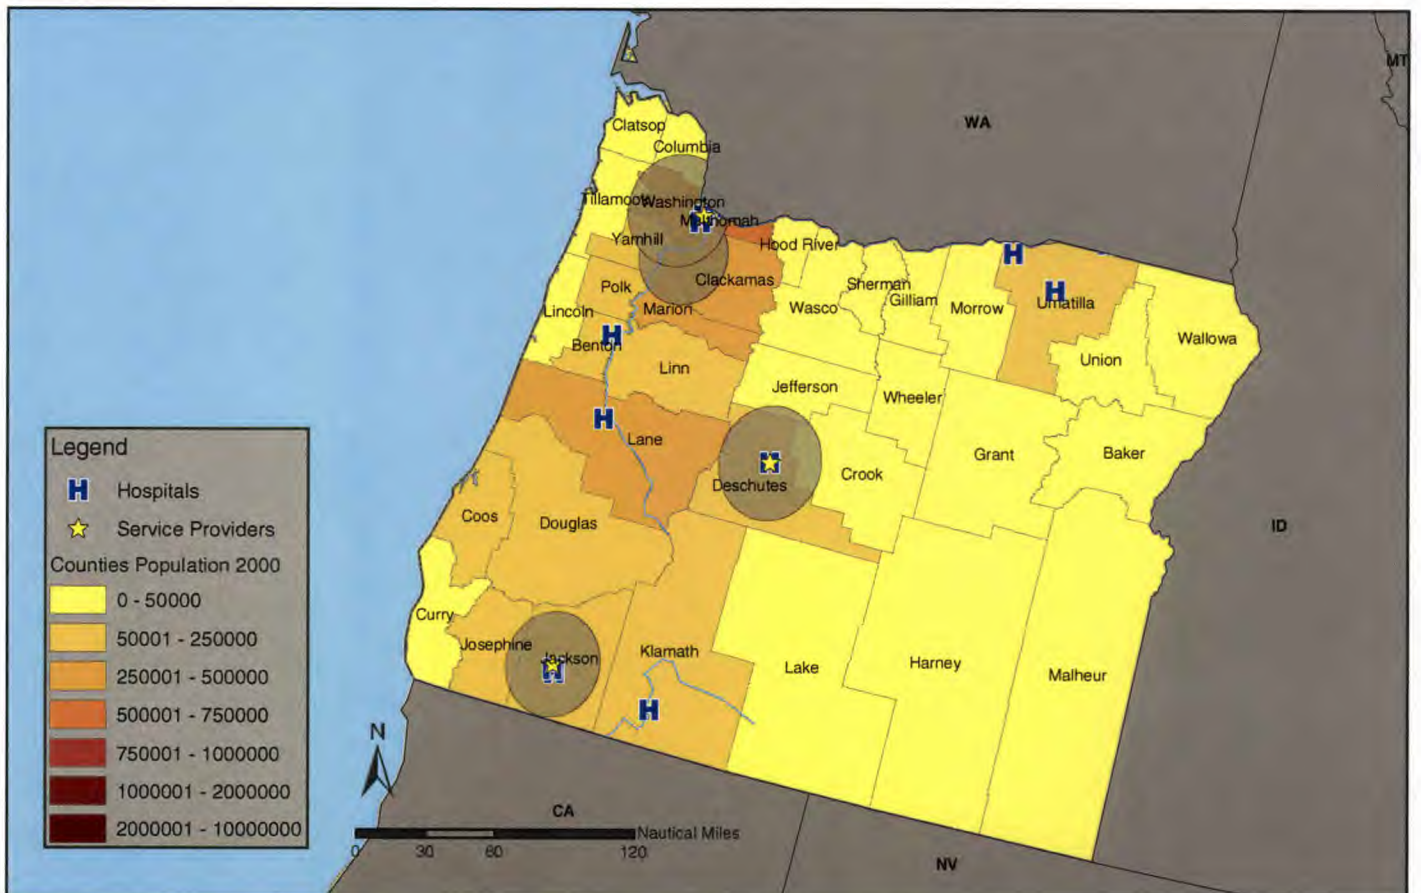 MT
WA
Clatsop
Columbia
Tillamook
Washington
Multnomah
Yamhill
Hood River
Clackamas
Polk
Sherman
Gilliam
Lincoln
Marion
Wasco
Morrow
H
Umatilla
H
H
Wallowa
H
Benton
Linn
Union
Jefferson
Wheeler
H
Lane
Grant
Baker
Legend
H
Crook
Deschutes
H Hospitals
Coos
Douglas
ID
Service Providers
Counties Population 2000
0 - 50000
Curry
50001 - 250000
Josephine
Jackson
Klamath
H
Lake
Harney
Malheur
250001 - 500000
H
500001 - 750000
N
750001 - 1000000
1000001 - 2000000
CA
2000001 - 10000000
Nautical Miles
0 30 60 120
NV